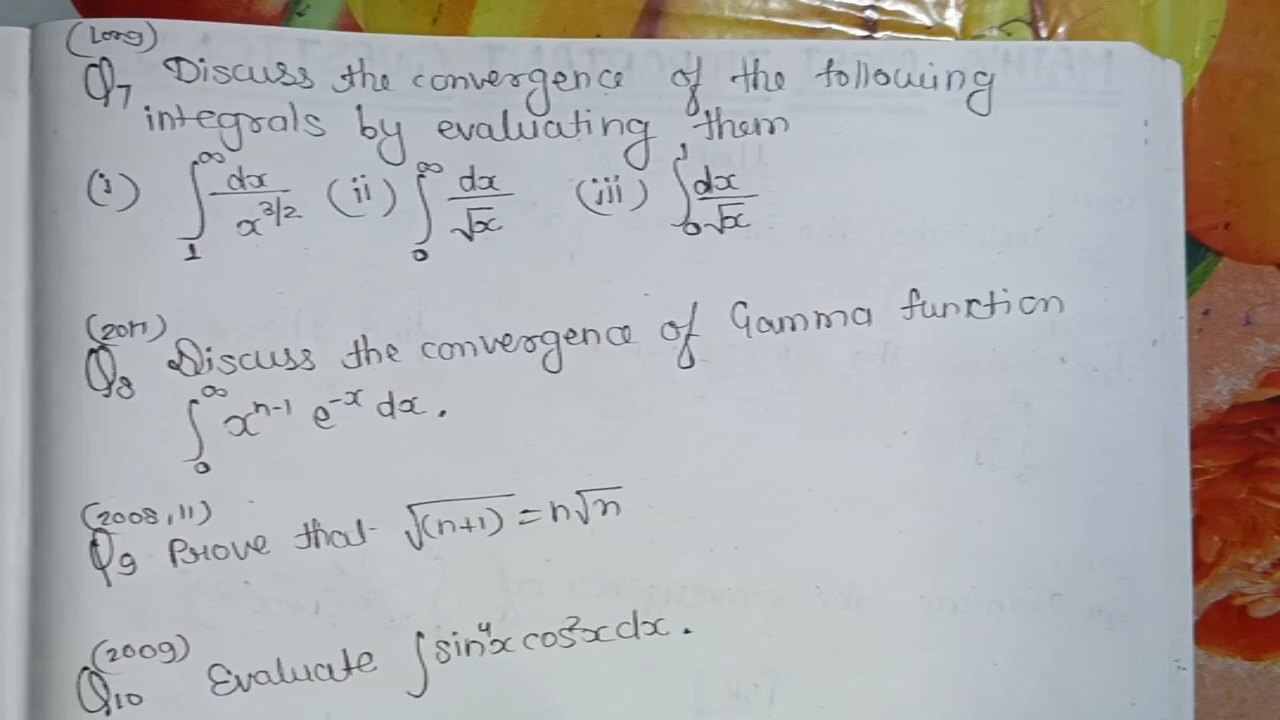 (Long)
Q7 Discuss the convergence of the following
integrals by evaluating them
(i) ∫₁^∞ dx/x^{3/2} (ii) ∫₀^∞ dx/√x (iii) ∫₀^1 dx/√x
(2011)
Q8 Discuss the convergence of Gamma function
∫₀^∞ x^{n-1} e^{-x} dx.
(2008,11)
Q9 Prove that √(n+1) = n√n
(2009)
Q10 Evaluate ∫sin⁴x cos²x dx.